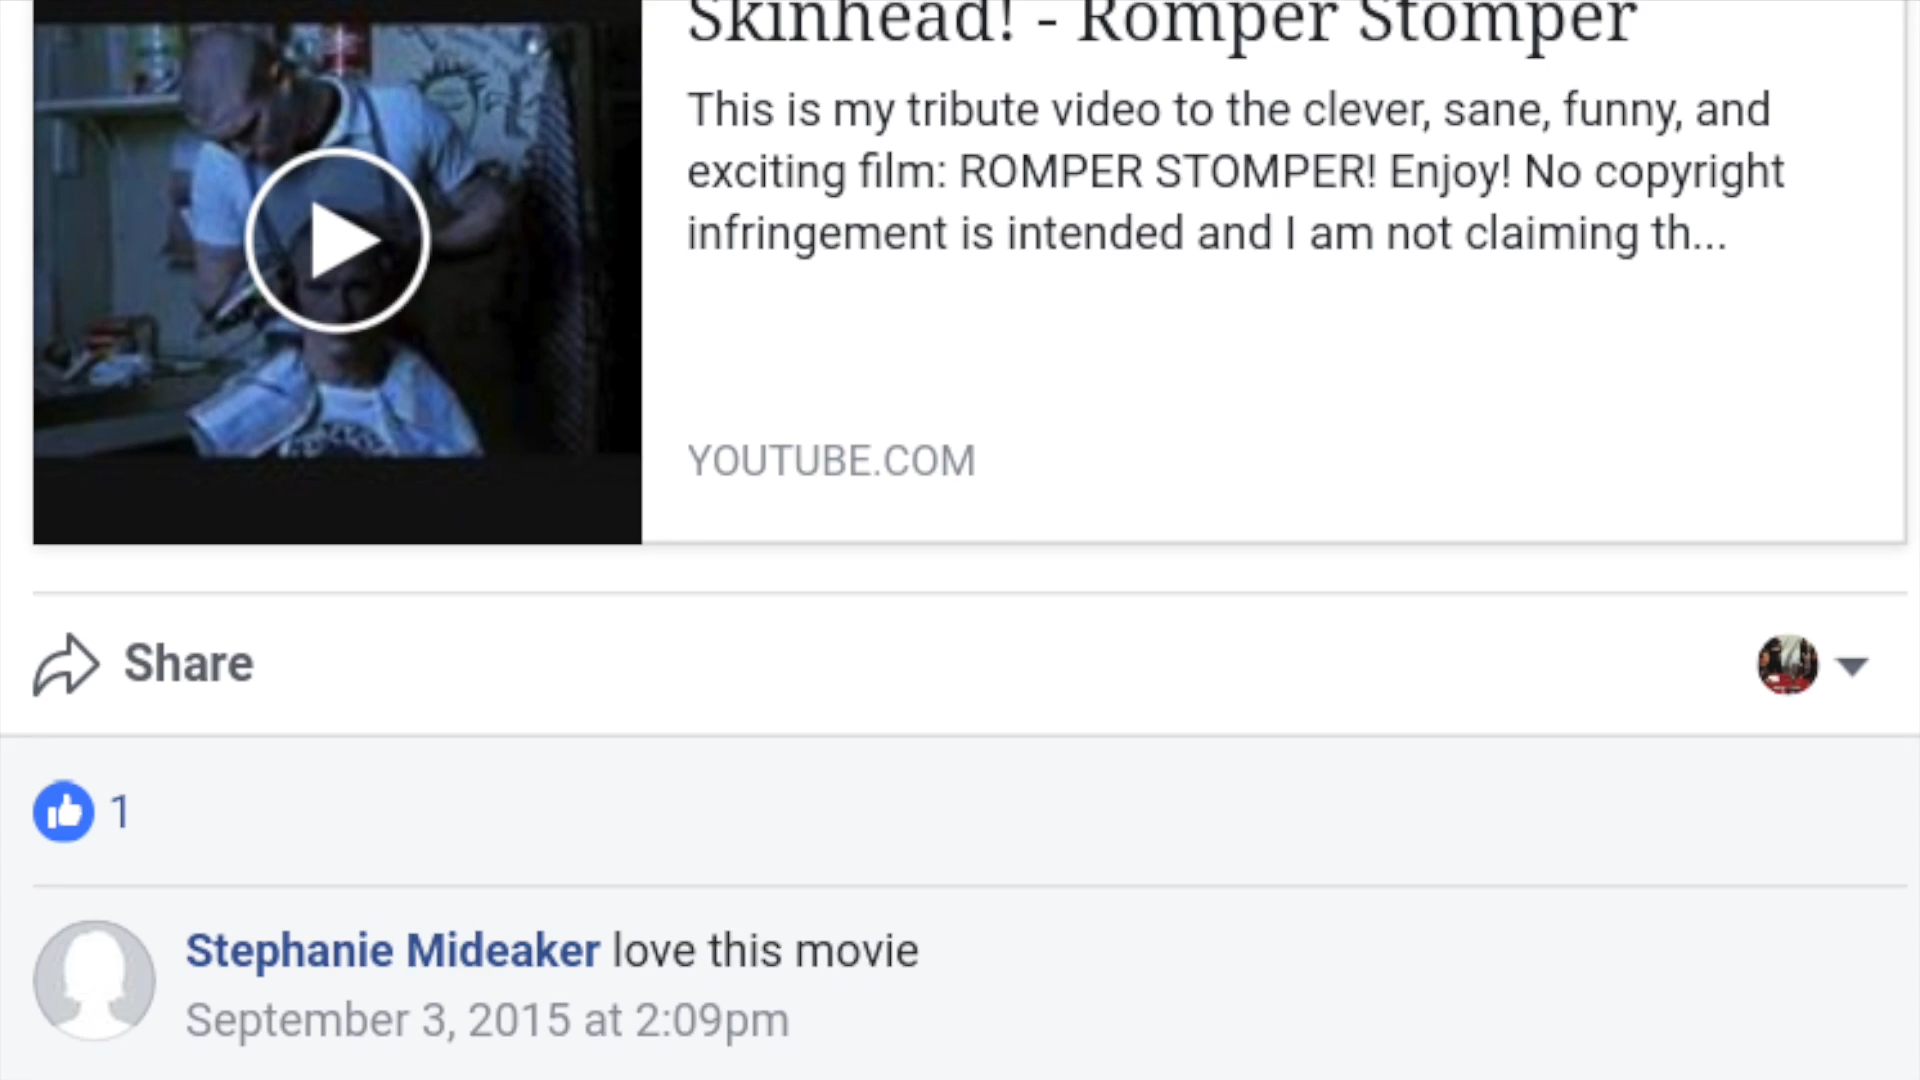 Skinhead! - Romper Stomper
This is my tribute video to the clever, sane, funny, and
exciting film: ROMPER STOMPER! Enjoy! No copyright
infringement is intended and I am not claiming th...
YOUTUBE.COM
Share
1
Stephanie Mideaker love this movie
September 3, 2015 at 2:09pm